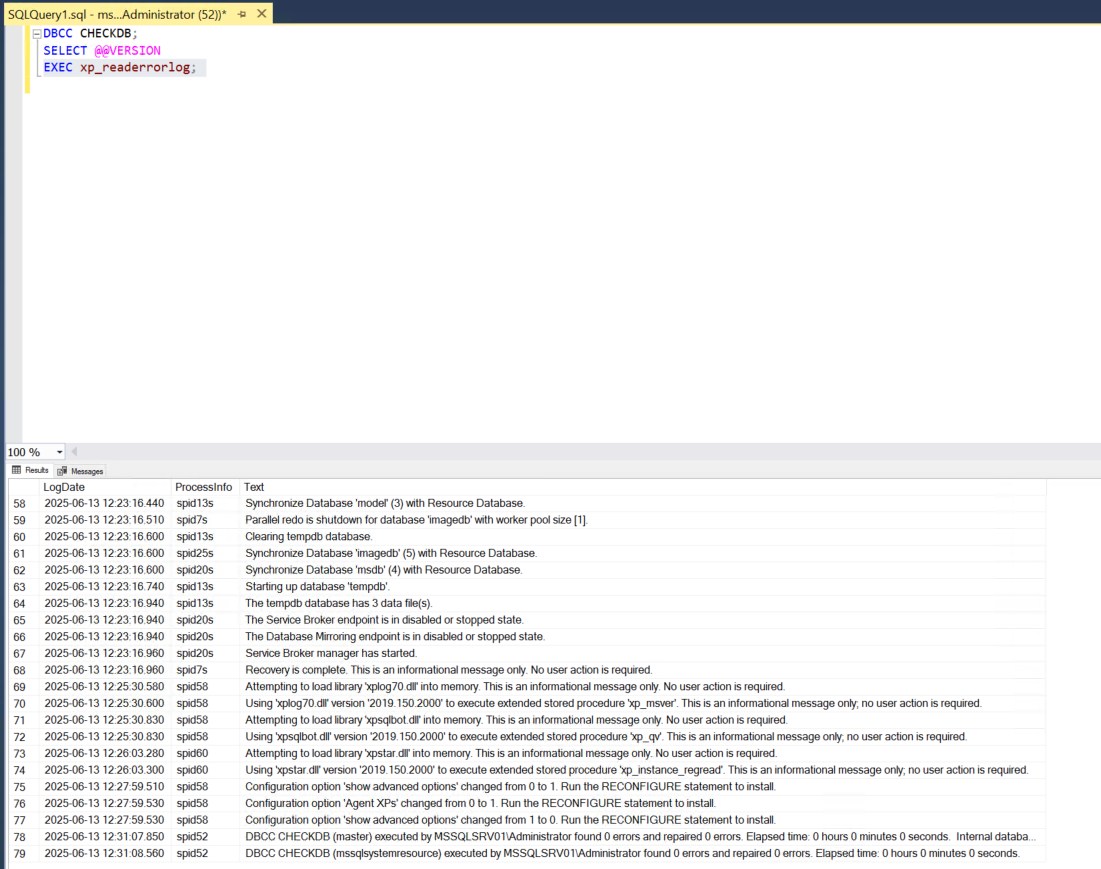 SQLQuery1.sql - ms...Administrator (52))*
DBCC CHECKDB;
SELECT @@VERSION
EXEC xp_readerrorlog;
100 %
Results Messages
LogDate ProcessInfo Text
58 2025-06-13 12:23:16.440 spid13s Synchronize Database 'model' (3) with Resource Database.
59 2025-06-13 12:23:16.510 spid7s Parallel redo is shutdown for database 'imagedb' with worker pool size [1].
60 2025-06-13 12:23:16.600 spid13s Clearing tempdb database.
61 2025-06-13 12:23:16.600 spid25s Synchronize Database 'imagedb' (5) with Resource Database.
62 2025-06-13 12:23:16.600 spid20s Synchronize Database 'msdb' (4) with Resource Database.
63 2025-06-13 12:23:16.740 spid13s Starting up database 'tempdb'.
64 2025-06-13 12:23:16.940 spid13s The tempdb database has 3 data file(s).
65 2025-06-13 12:23:16.940 spid20s The Service Broker endpoint is in disabled or stopped state.
66 2025-06-13 12:23:16.940 spid20s The Database Mirroring endpoint is in disabled or stopped state.
67 2025-06-13 12:23:16.960 spid20s Service Broker manager has started.
68 2025-06-13 12:23:16.960 spid7s Recovery is complete. This is an informational message only. No user action is required.
69 2025-06-13 12:25:30.580 spid58 Attempting to load library 'xplog70.dll' into memory. This is an informational message only. No user action is required.
70 2025-06-13 12:25:30.600 spid58 Using 'xplog70.dll' version '2019.150.2000' to execute extended stored procedure 'xp_msver'. This is an informational message only; no user action is required.
71 2025-06-13 12:25:30.830 spid58 Attempting to load library 'xpsqlbot.dll' into memory. This is an informational message only. No user action is required.
72 2025-06-13 12:25:30.830 spid58 Using 'xpsqlbot.dll' version '2019.150.2000' to execute extended stored procedure 'xp_qv'. This is an informational message only; no user action is required.
73 2025-06-13 12:26:03.280 spid60 Attempting to load library 'xpstar.dll' into memory. This is an informational message only. No user action is required.
74 2025-06-13 12:26:03.300 spid60 Using 'xpstar.dll' version '2019.150.2000' to execute extended stored procedure 'xp_instance_regread'. This is an informational message only; no user action is required.
75 2025-06-13 12:27:59.510 spid58 Configuration option 'show advanced options' changed from 0 to 1. Run the RECONFIGURE statement to install.
76 2025-06-13 12:27:59.530 spid58 Configuration option 'Agent XPs' changed from 0 to 1. Run the RECONFIGURE statement to install.
77 2025-06-13 12:27:59.530 spid58 Configuration option 'show advanced options' changed from 1 to 0. Run the RECONFIGURE statement to install.
78 2025-06-13 12:31:07.850 spid52 DBCC CHECKDB (master) executed by MSSQLSRV01\Administrator found 0 errors and repaired 0 errors. Elapsed time: 0 hours 0 minutes 0 seconds.  Internal databa...
79 2025-06-13 12:31:08.560 spid52 DBCC CHECKDB (mssqlsystemresource) executed by MSSQLSRV01\Administrator found 0 errors and repaired 0 errors. Elapsed time: 0 hours 0 minutes 0 seconds.